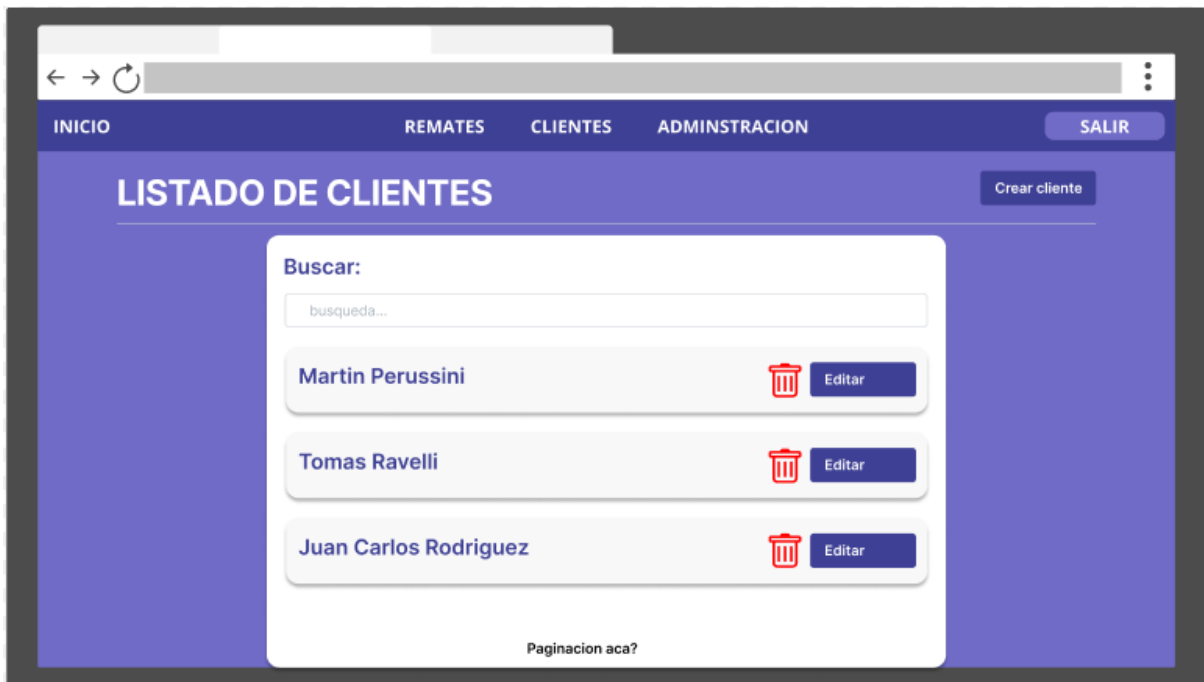 INICIO REMATES CLIENTES ADMINSTRACION SALIR
LISTADO DE CLIENTES
Crear cliente
Buscar:
busqueda...
Martin Perussini Editar
Tomas Ravelli Editar
Juan Carlos Rodriguez Editar
Paginacion aca?